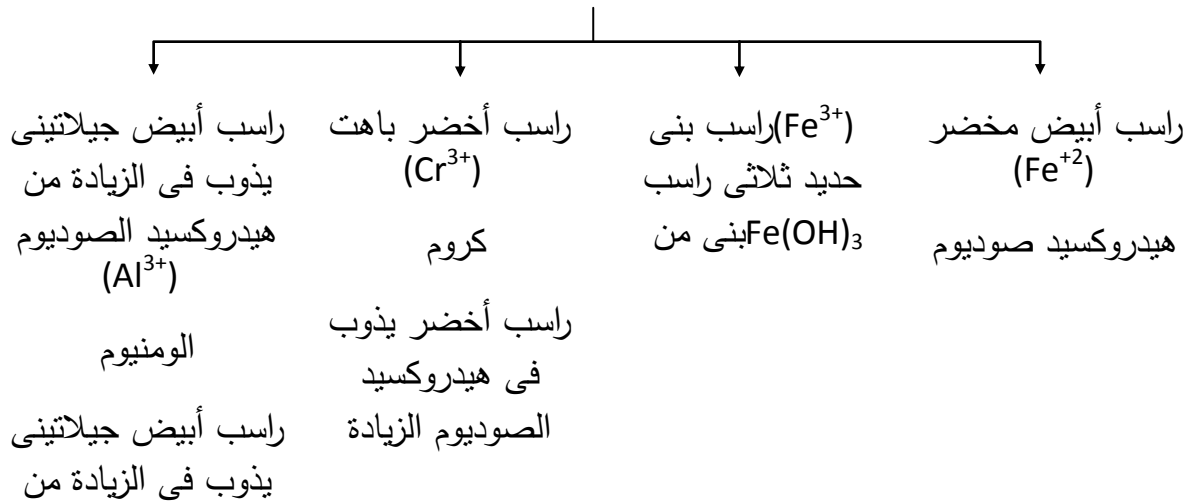 راسب أبيض مخضر
(Fe+2)
هيدروكسيد صوديوم
(Fe3+)راسب بنى
حديد ثلاثى راسب
Fe(OH)3بنى من
راسب أخضر باهت
(Cr3+)
كروم
راسب أخضر يذوب
فى هيدروكسيد
الصوديوم الزيادة
راسب أبيض جيلاتينى
يذوب فى الزيادة من
هيدروكسيد الصوديوم
(Al3+)
الومنيوم
راسب أبيض جيلاتينى
يذوب فى الزيادة من